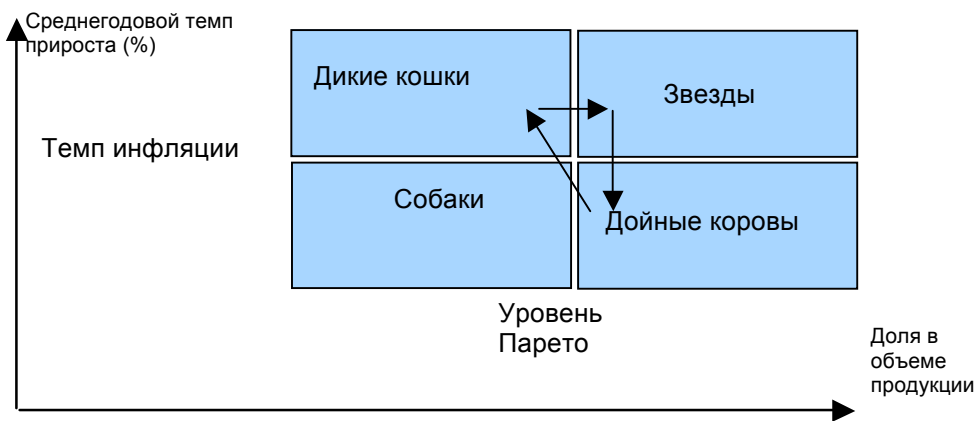 Среднегодовой темп
прироста (%)
Дикие кошки
Звезды
Темп инфляции
Собаки
Дойные коровы
Уровень
Парето
Доля в
объеме
продукции